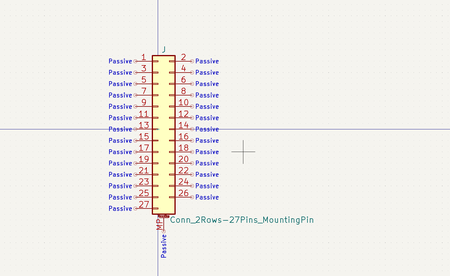 J
Passive 1 2 Passive
Passive 3 4 Passive
Passive 5 6 Passive
Passive 7 8 Passive
Passive 9 10 Passive
Passive 11 12 Passive
Passive 13 14 Passive
Passive 15 16 Passive
Passive 17 18 Passive
Passive 19 20 Passive
Passive 21 22 Passive
Passive 23 24 Passive
Passive 25 26 Passive
Passive 27
MP
Conn_2Rows-27Pins_MountingPin
Passive